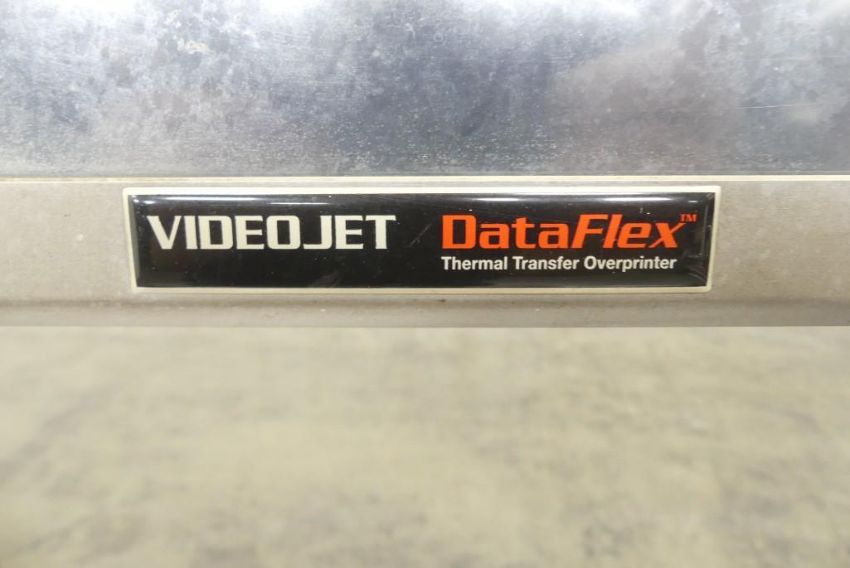 VIDEOJET DataFlex™
Thermal Transfer Overprinter